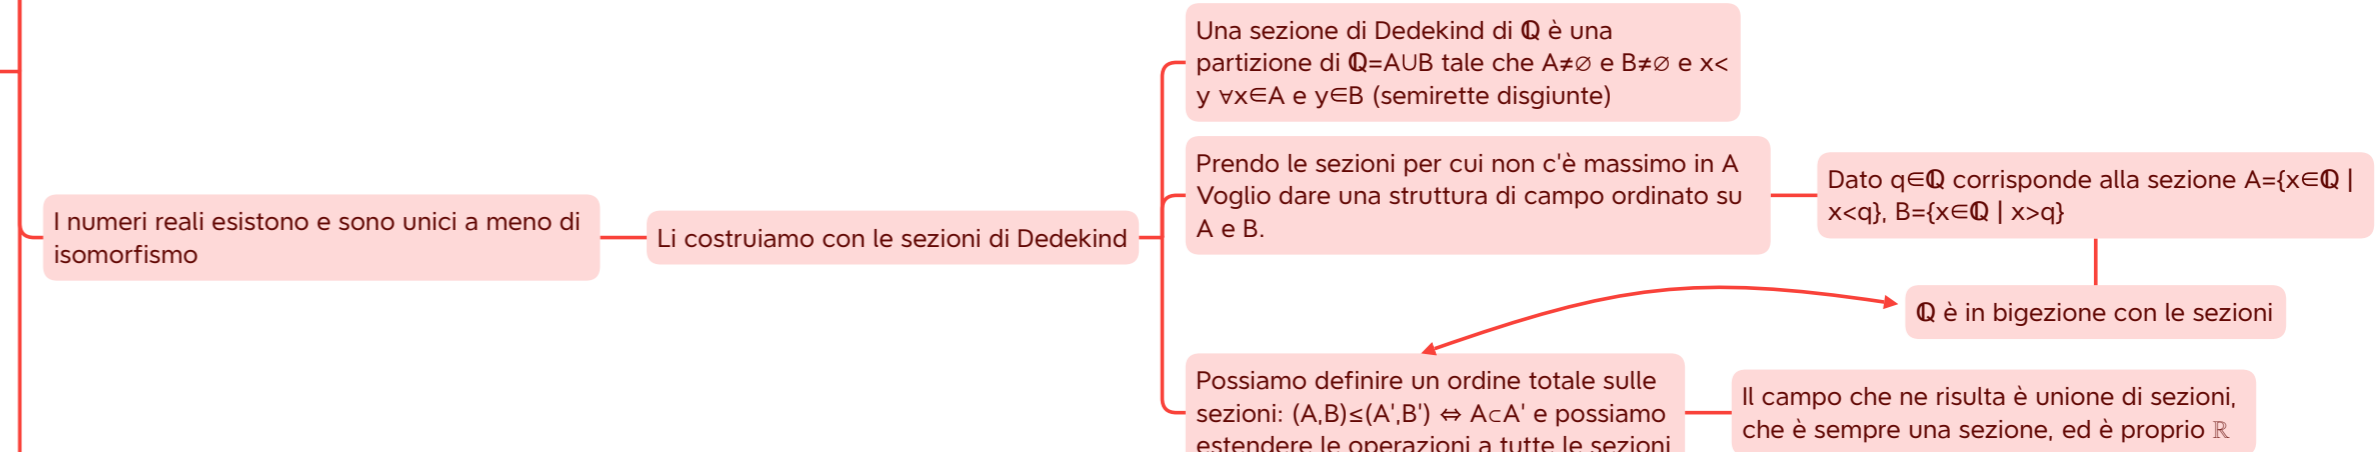 Una sezione di Dedekind di ℚ è una
partizione di ℚ=A∪B tale che A≠∅ e B≠∅ e x<
y ∀x∈A e y∈B (semirette disgiunte)
Prendo le sezioni per cui non c'è massimo in A
Voglio dare una struttura di campo ordinato su
A e B.
Dato q∈ℚ corrisponde alla sezione A={x∈ℚ |
x<q}, B={x∈ℚ | x>q}
I numeri reali esistono e sono unici a meno di
isomorfismo
Li costruiamo con le sezioni di Dedekind
ℚ è in bigezione con le sezioni
Possiamo definire un ordine totale sulle
sezioni: (A,B)≤(A',B') ⇔ A⊂A' e possiamo
estendere le operazioni a tutte le sezioni
Il campo che ne risulta è unione di sezioni,
che è sempre una sezione, ed è proprio ℝ